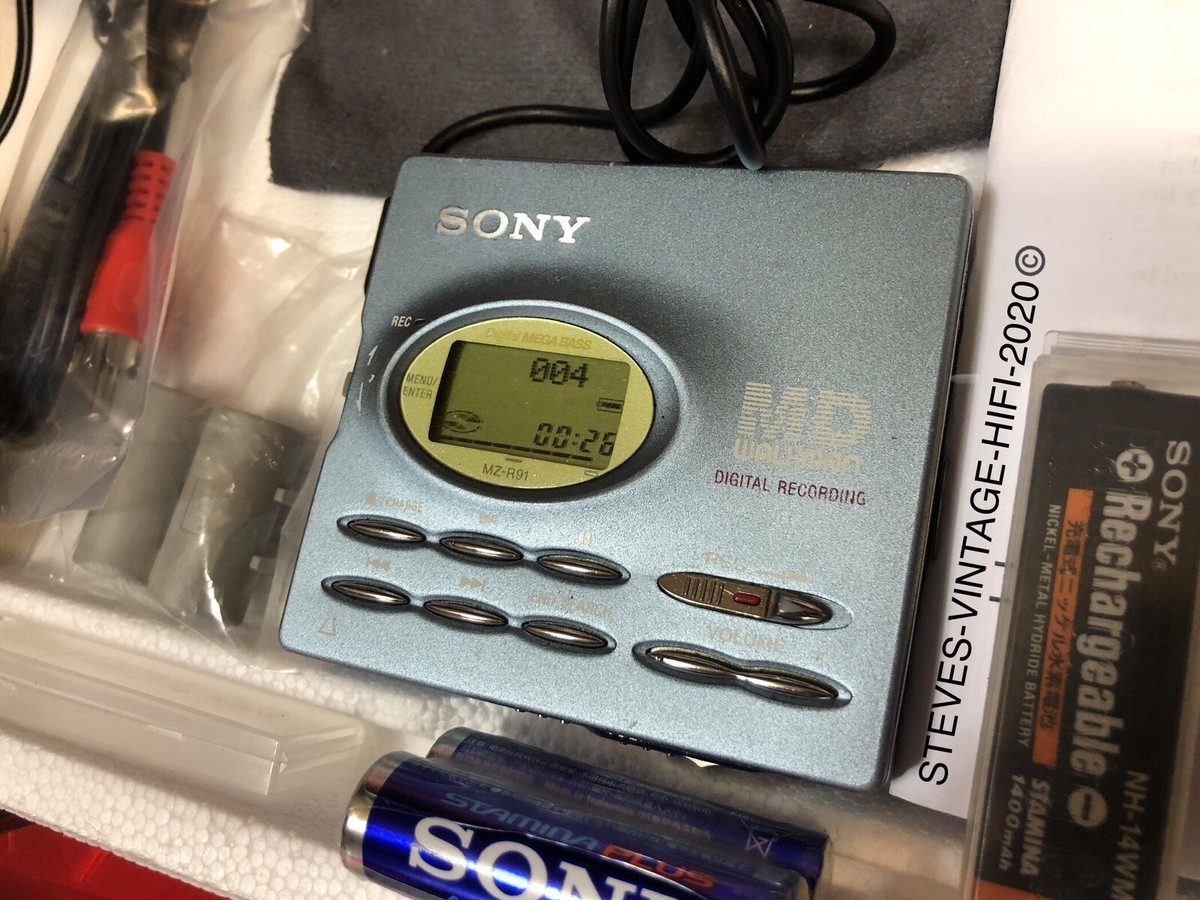 SONY
REC
Digital MEGA BASS
MENU/
ENTER
004
00:26
MZ-R91
MD
WALKMAN
DIGITAL RECORDING
■/CHARGE
REC
END SEARCH
VOLUME
- +
STEVES-VINTAGE-HIFI-2020©
SONY®
Rechargeable
充電式ニッケル水素電池
NICKEL-METAL HYDRIDE BATTERY
STAMINA
NH-14WM
1400mAh
STAMINA PLUS
SONY